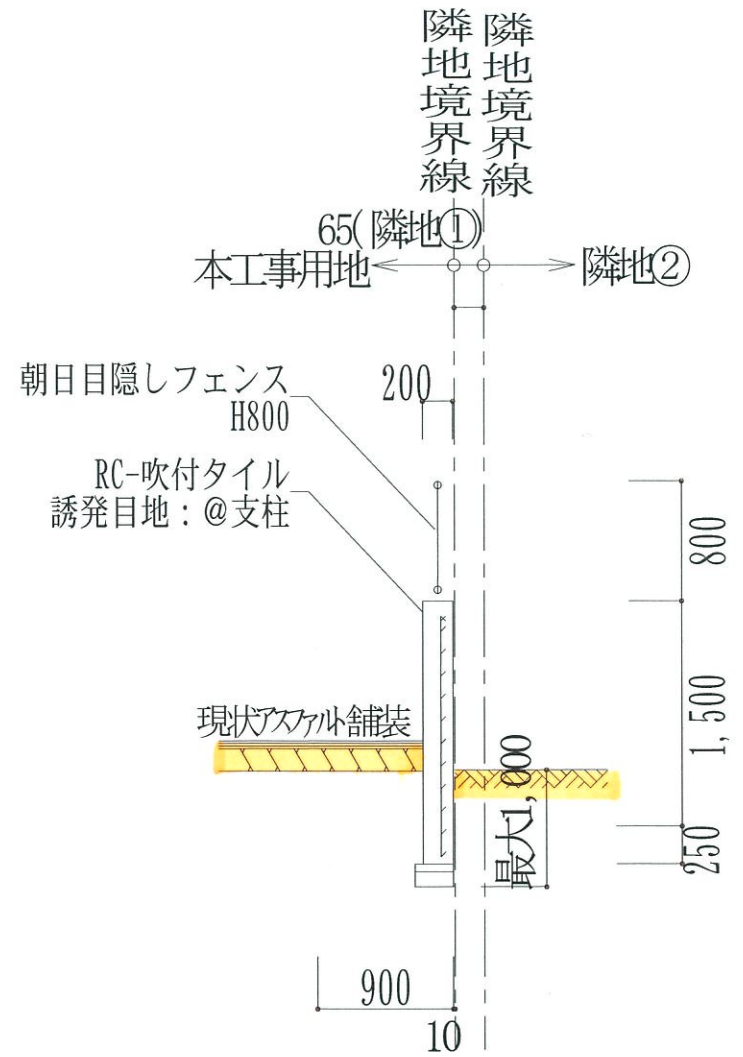 隣地境界線
隣地境界線
65(隣地①)
本工事用地
隣地②
朝日目隠しフェンス
H800
200
RC-吹付タイル
誘発目地：@支柱
800
現状アスファルト舗装
1,500
最大1,000
250
900
10